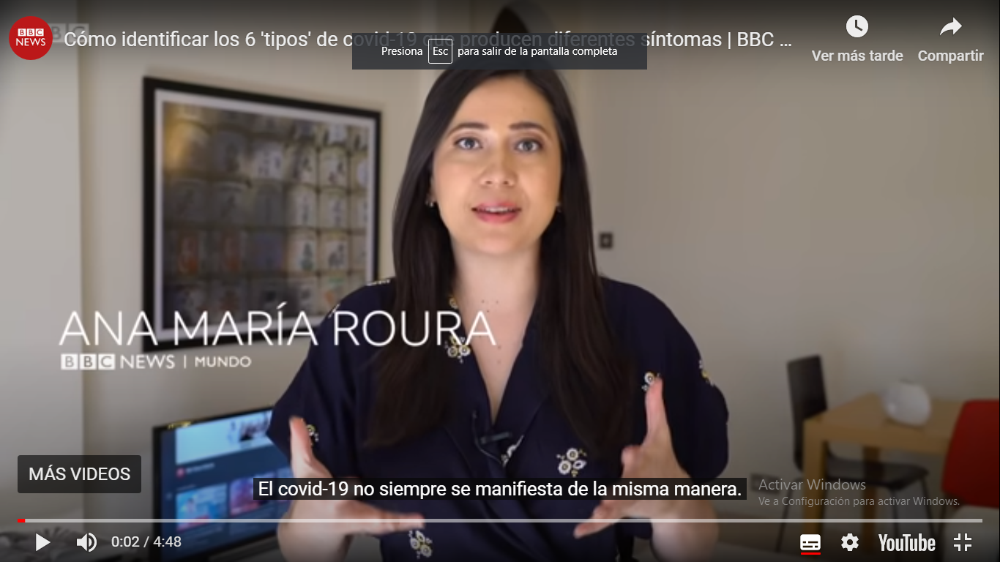 BBC NEWS
Cómo identificar los 6 'tipos' de covid-19 que producen diferentes síntomas | BBC ...
Presiona Esc para salir de la pantalla completa
Ver más tarde
Compartir
ANA MARÍA ROURA
BBC NEWS | MUNDO
MÁS VIDEOS
El covid-19 no siempre se manifiesta de la misma manera.
Activar Windows
Ve a Configuración para activar Windows.
0:02 / 4:48
YouTube